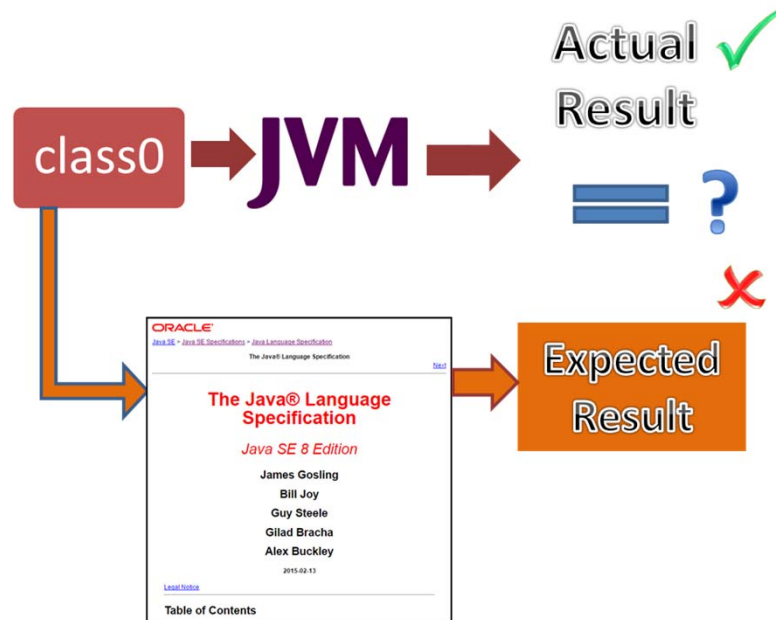 Actual
Result
class0
JVM
?
ORACLE
Java SE > Java SE Specifications > Java Language Specification
The Java® Language Specification
Next
The Java® Language
Specification
Java SE 8 Edition
James Gosling
Bill Joy
Guy Steele
Gilad Bracha
Alex Buckley
2015-02-13
Legal Notice
Table of Contents
Expected
Result